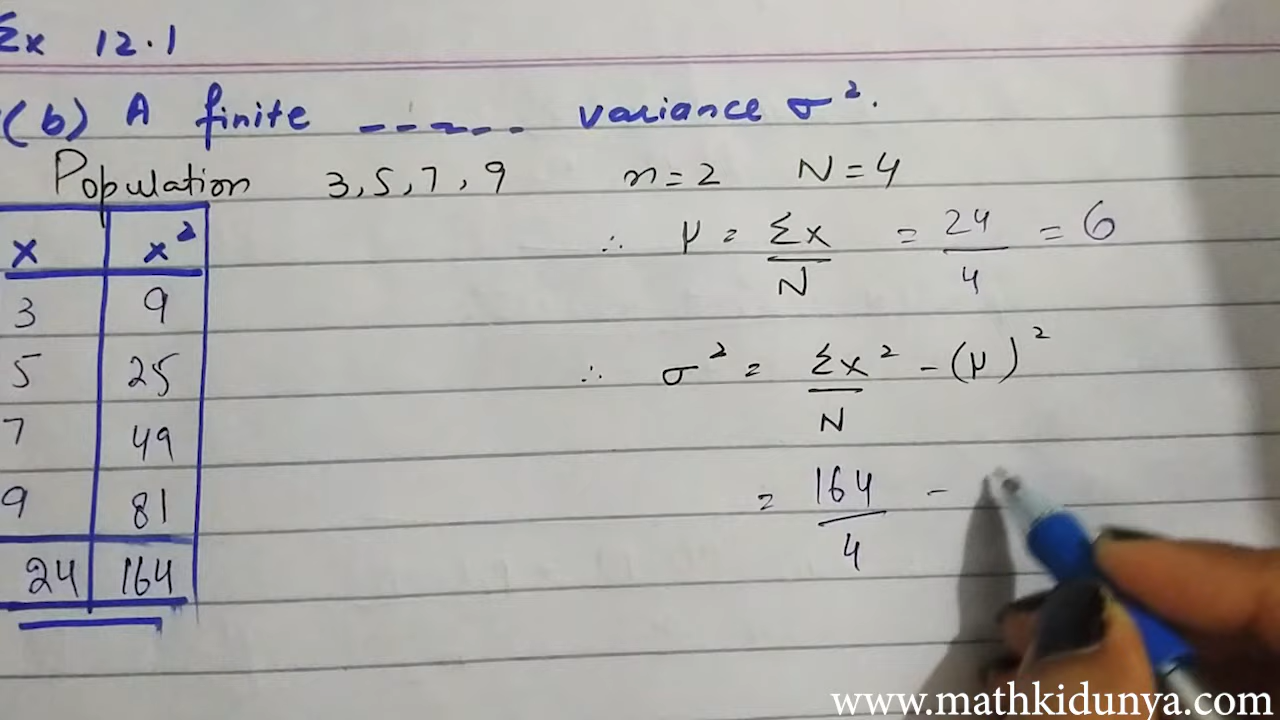 Ex 12.1
(b) A finite ----- variance σ².
Population 3, 5, 7, 9 n = 2 N = 4
x x²
3 9
5 25
7 49
9 81
24 164
∴ μ = Σx/N = 24/4 = 6
∴ σ² = Σx²/N - (μ)²
= 164/4 -
www.mathkidunya.com